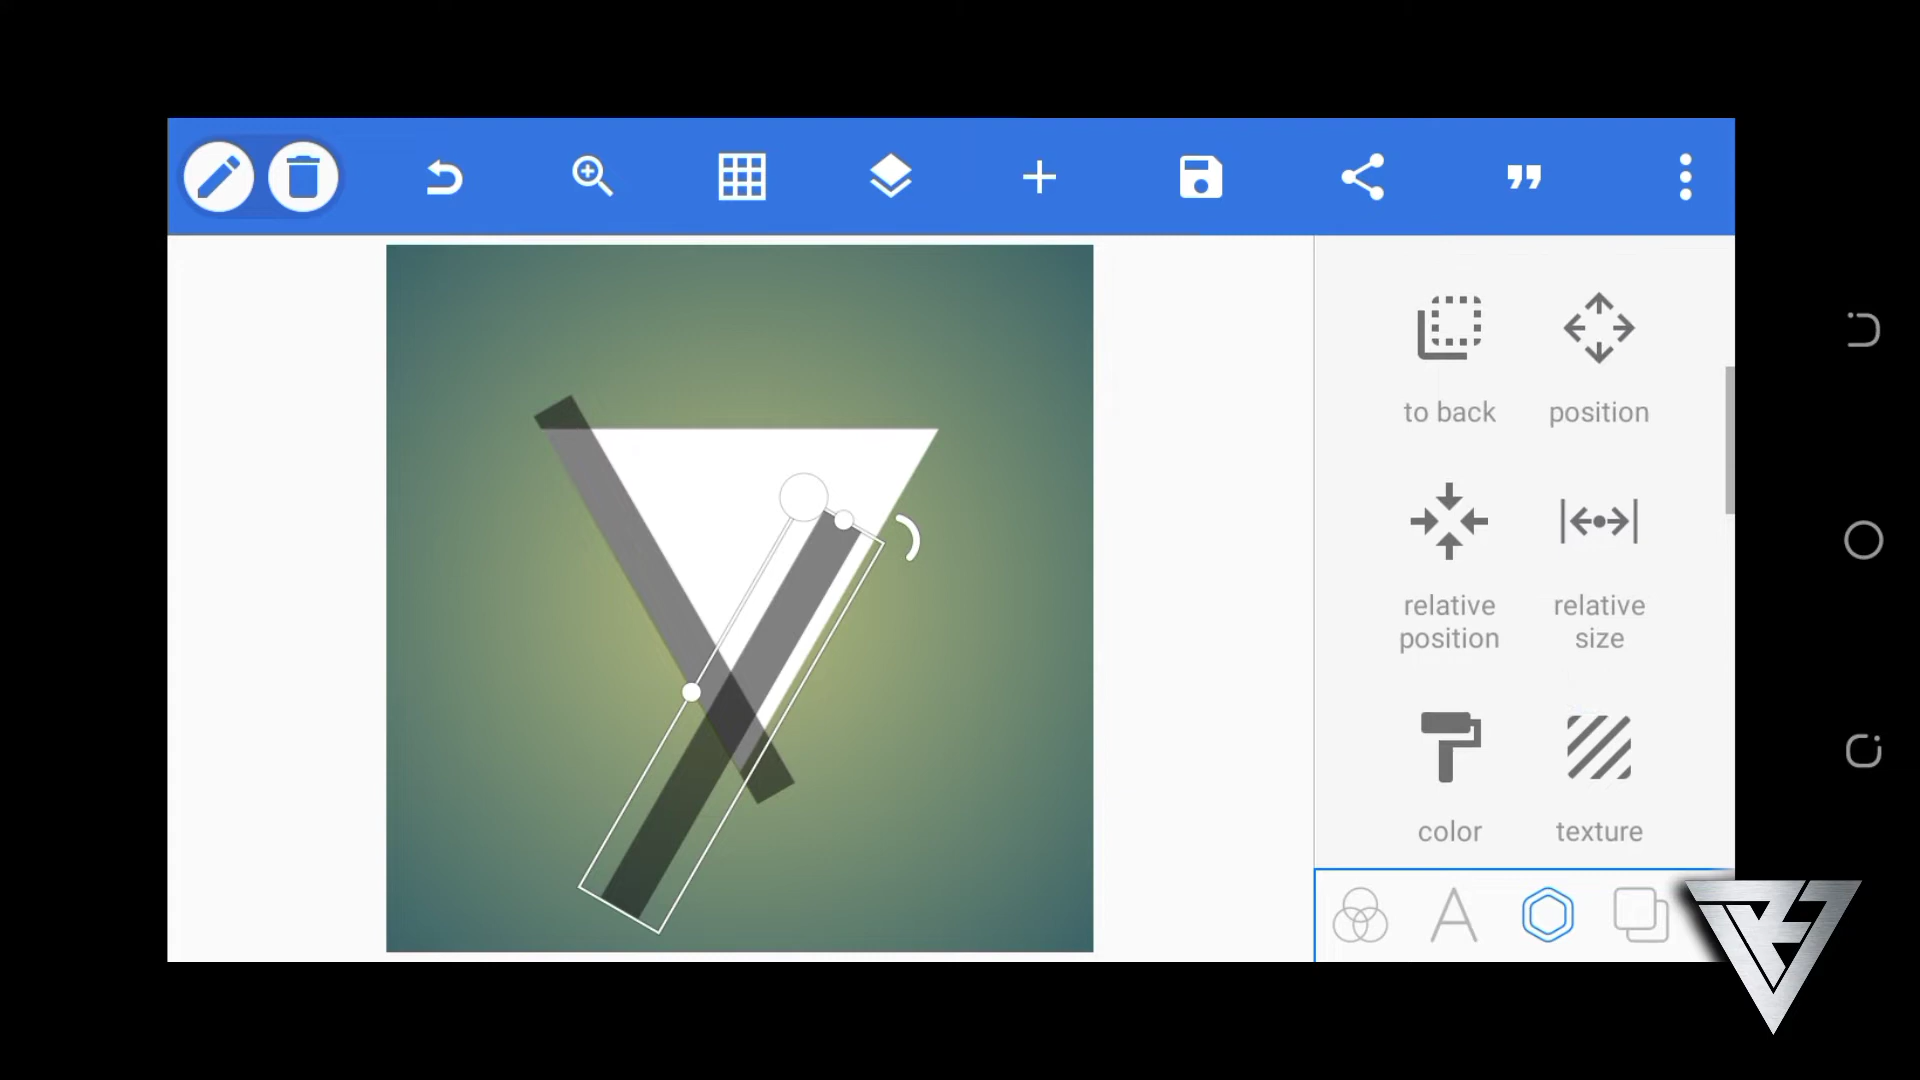 to back
position
relative
position
relative
size
color
texture